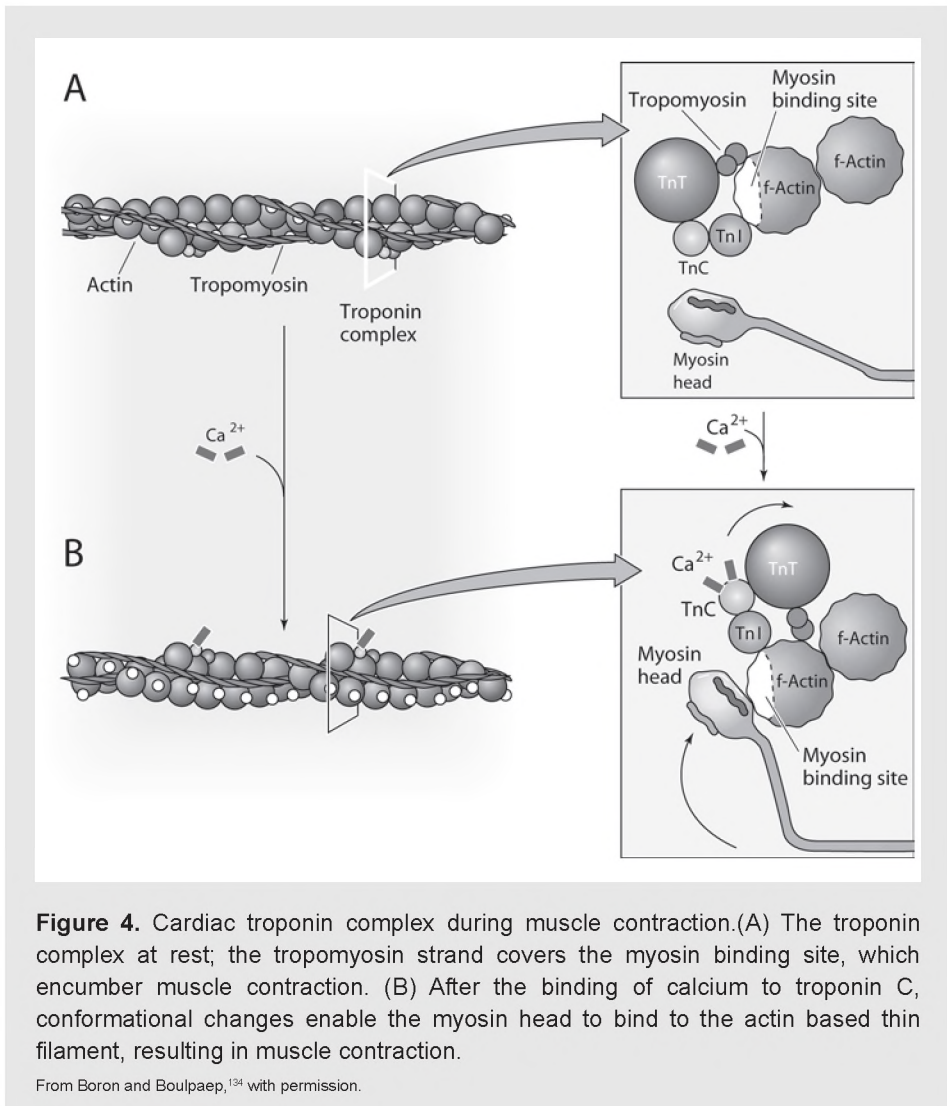 A
Tropomyosin
Myosin
binding site
TnT
f-Actin
f-Actin
TnI
TnC
Myosin
head
Actin
Tropomyosin
Troponin
complex
Ca2+
Ca2+
B
Ca2+
TnT
TnC
TnI
f-Actin
Myosin
head
f-Actin
Myosin
binding site
Figure 4. Cardiac troponin complex during muscle contraction.(A) The troponin
complex at rest; the tropomyosin strand covers the myosin binding site, which
encumber muscle contraction. (B) After the binding of calcium to troponin C,
conformational changes enable the myosin head to bind to the actin based thin
filament, resulting in muscle contraction.
From Boron and Boulpaep,134 with permission.